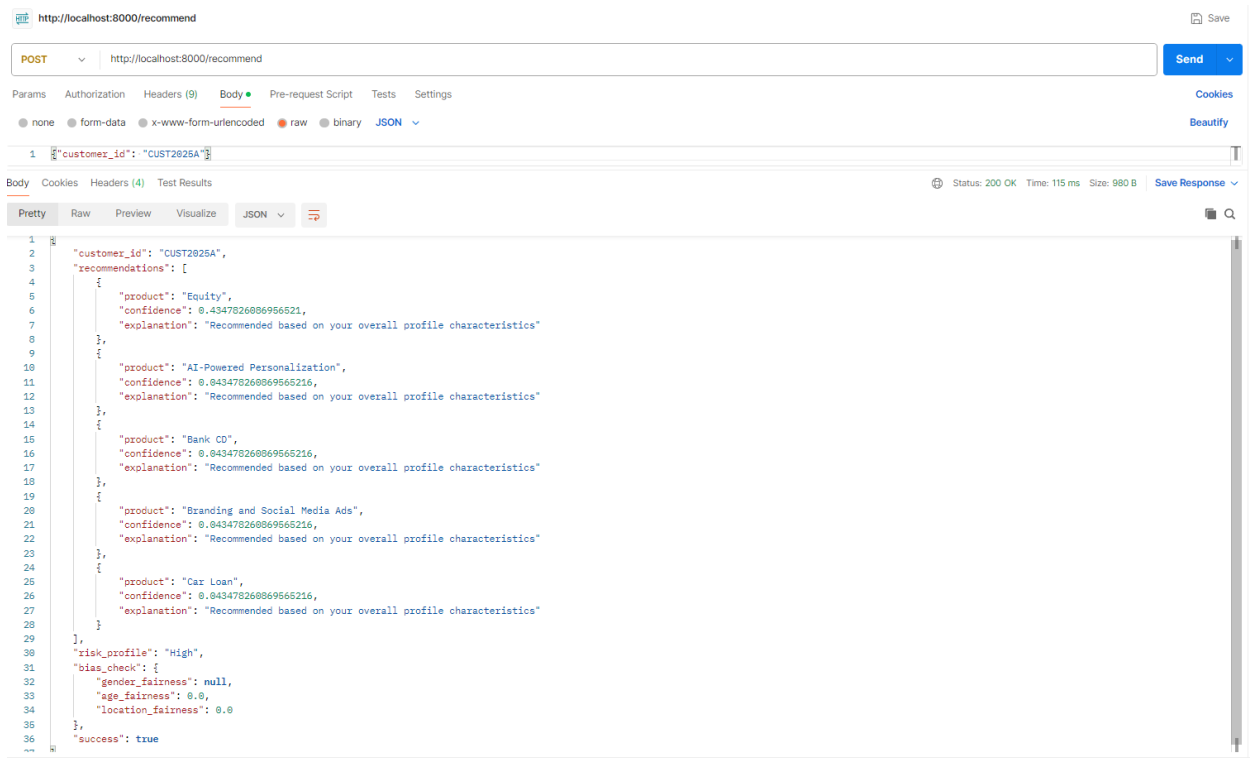 HTTP http://localhost:8000/recommend Save
POST http://localhost:8000/recommend Send
Params Authorization Headers (9) Body Pre-request Script Tests Settings Cookies
none form-data x-www-form-urlencoded raw binary JSON Beautify
1 {"customer_id": "CUST2025A"}
Body Cookies Headers (4) Test Results Status: 200 OK Time: 115 ms Size: 980 B Save Response
Pretty Raw Preview Visualize JSON
1 {
2 "customer_id": "CUST2025A",
3 "recommendations": [
4 {
5 "product": "Equity",
6 "confidence": 0.4347826086956521,
7 "explanation": "Recommended based on your overall profile characteristics"
8 },
9 {
10 "product": "AI-Powered Personalization",
11 "confidence": 0.043478260869565216,
12 "explanation": "Recommended based on your overall profile characteristics"
13 },
14 {
15 "product": "Bank CD",
16 "confidence": 0.043478260869565216,
17 "explanation": "Recommended based on your overall profile characteristics"
18 },
19 {
20 "product": "Branding and Social Media Ads",
21 "confidence": 0.043478260869565216,
22 "explanation": "Recommended based on your overall profile characteristics"
23 },
24 {
25 "product": "Car Loan",
26 "confidence": 0.043478260869565216,
27 "explanation": "Recommended based on your overall profile characteristics"
28 }
29 ],
30 "risk_profile": "High",
31 "bias_check": {
32 "gender_fairness": null,
33 "age_fairness": 0.0,
34 "location_fairness": 0.0
35 },
36 "success": true
37 }